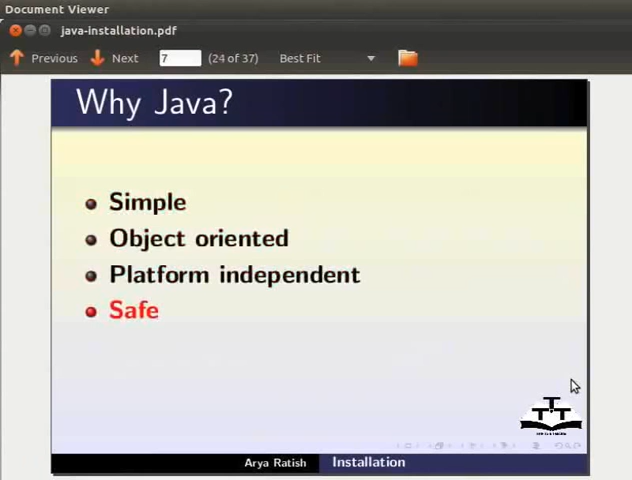 Document Viewer
java-installation.pdf
Previous Next 7 (24 of 37) Best Fit
Why Java?
Simple
Object oriented
Platform independent
Safe
T T T
Arya Ratish Installation